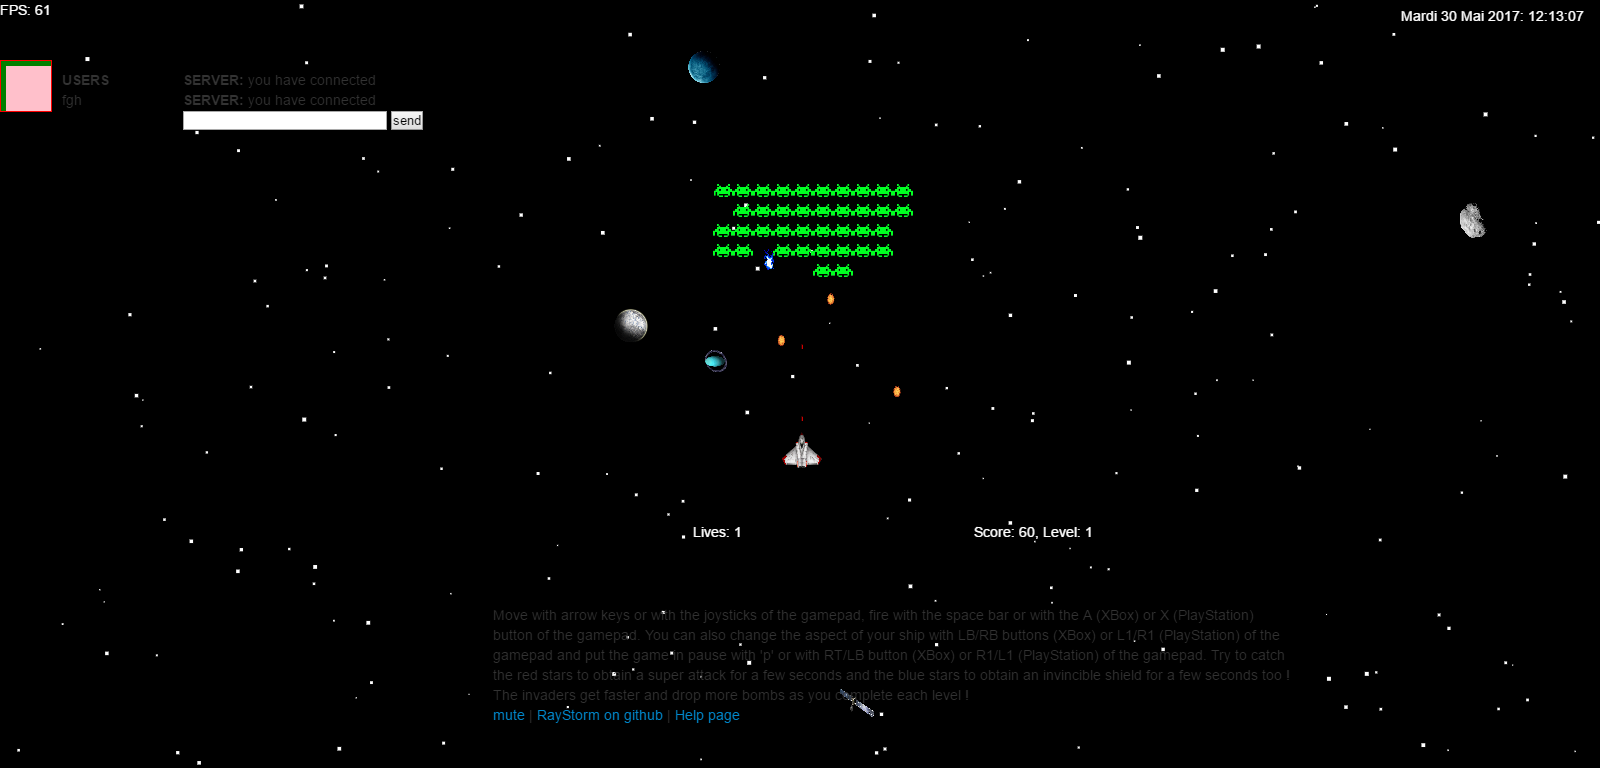 FPS: 61
Mardi 30 Mai 2017: 12:13:07
USERS
fgh
SERVER: you have connected
SERVER: you have connected
send
Lives: 1
Score: 60, Level: 1
Move with arrow keys or with the joysticks of the gamepad, fire with the space bar or with the A (XBox) or X (PlayStation)
button of the gamepad. You can also change the aspect of your ship with LB/RB buttons (XBox) or L1/R1 (PlayStation) of the
gamepad and put the game in pause with 'p' or with RT/LB button (XBox) or R1/L1 (PlayStation) of the gamepad. Try to catch
the red stars to obtain a super attack for a few seconds and the blue stars to obtain an invincible shield for a few seconds too !
The invaders get faster and drop more bombs as you complete each level !
mute | RayStorm on github | Help page